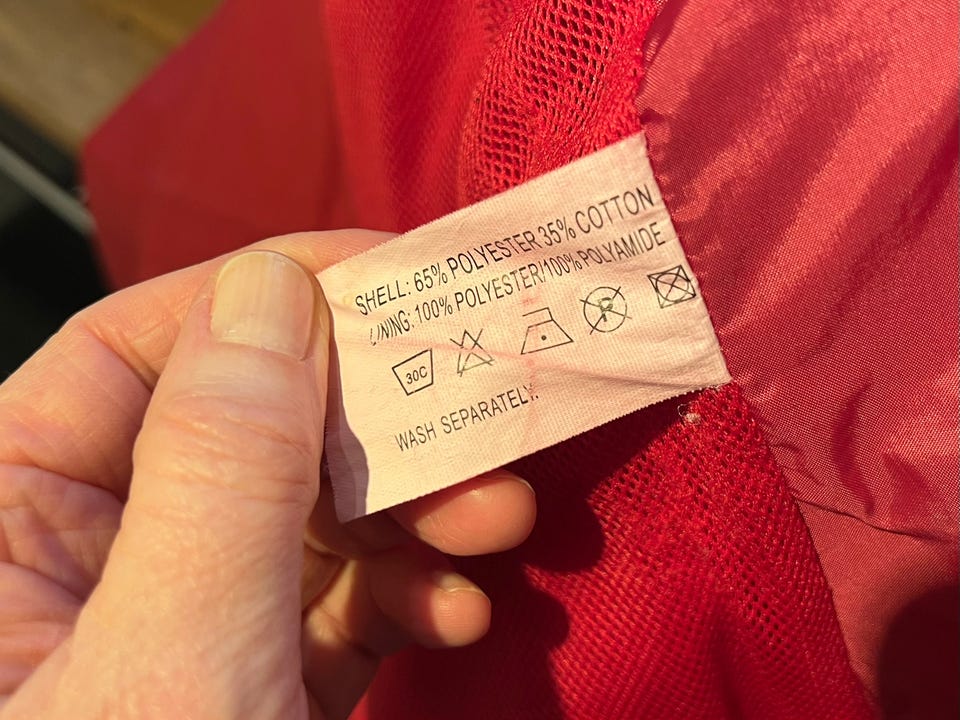 SHELL: 65% POLYESTER 35% COTTON
LINING: 100% POLYESTER/100% POLYAMIDE
30C
P
WASH SEPARATELY.